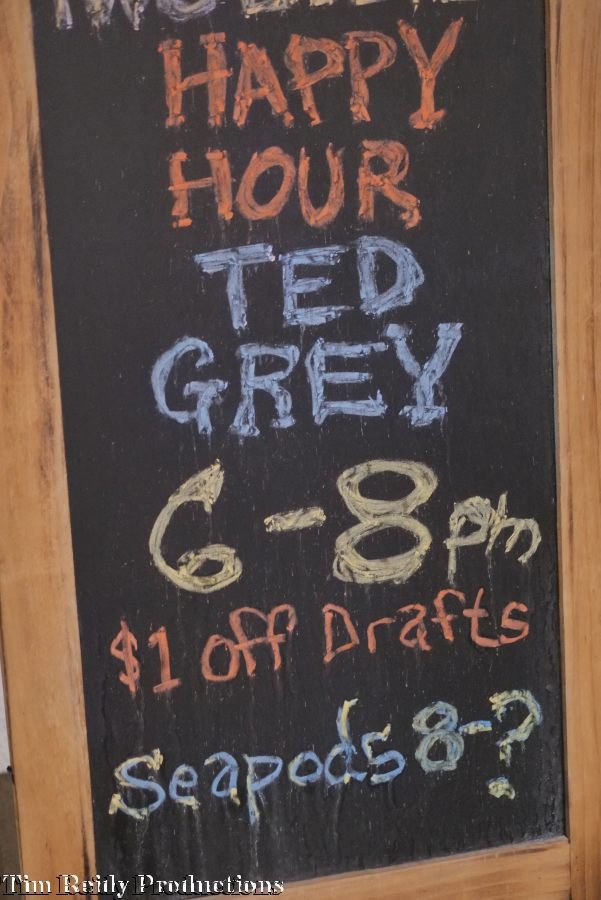 HAPPY
HOUR
TED
GREY
6-8pm
$1 off Drafts
Seapods 8-?
Tim Reidy Productions